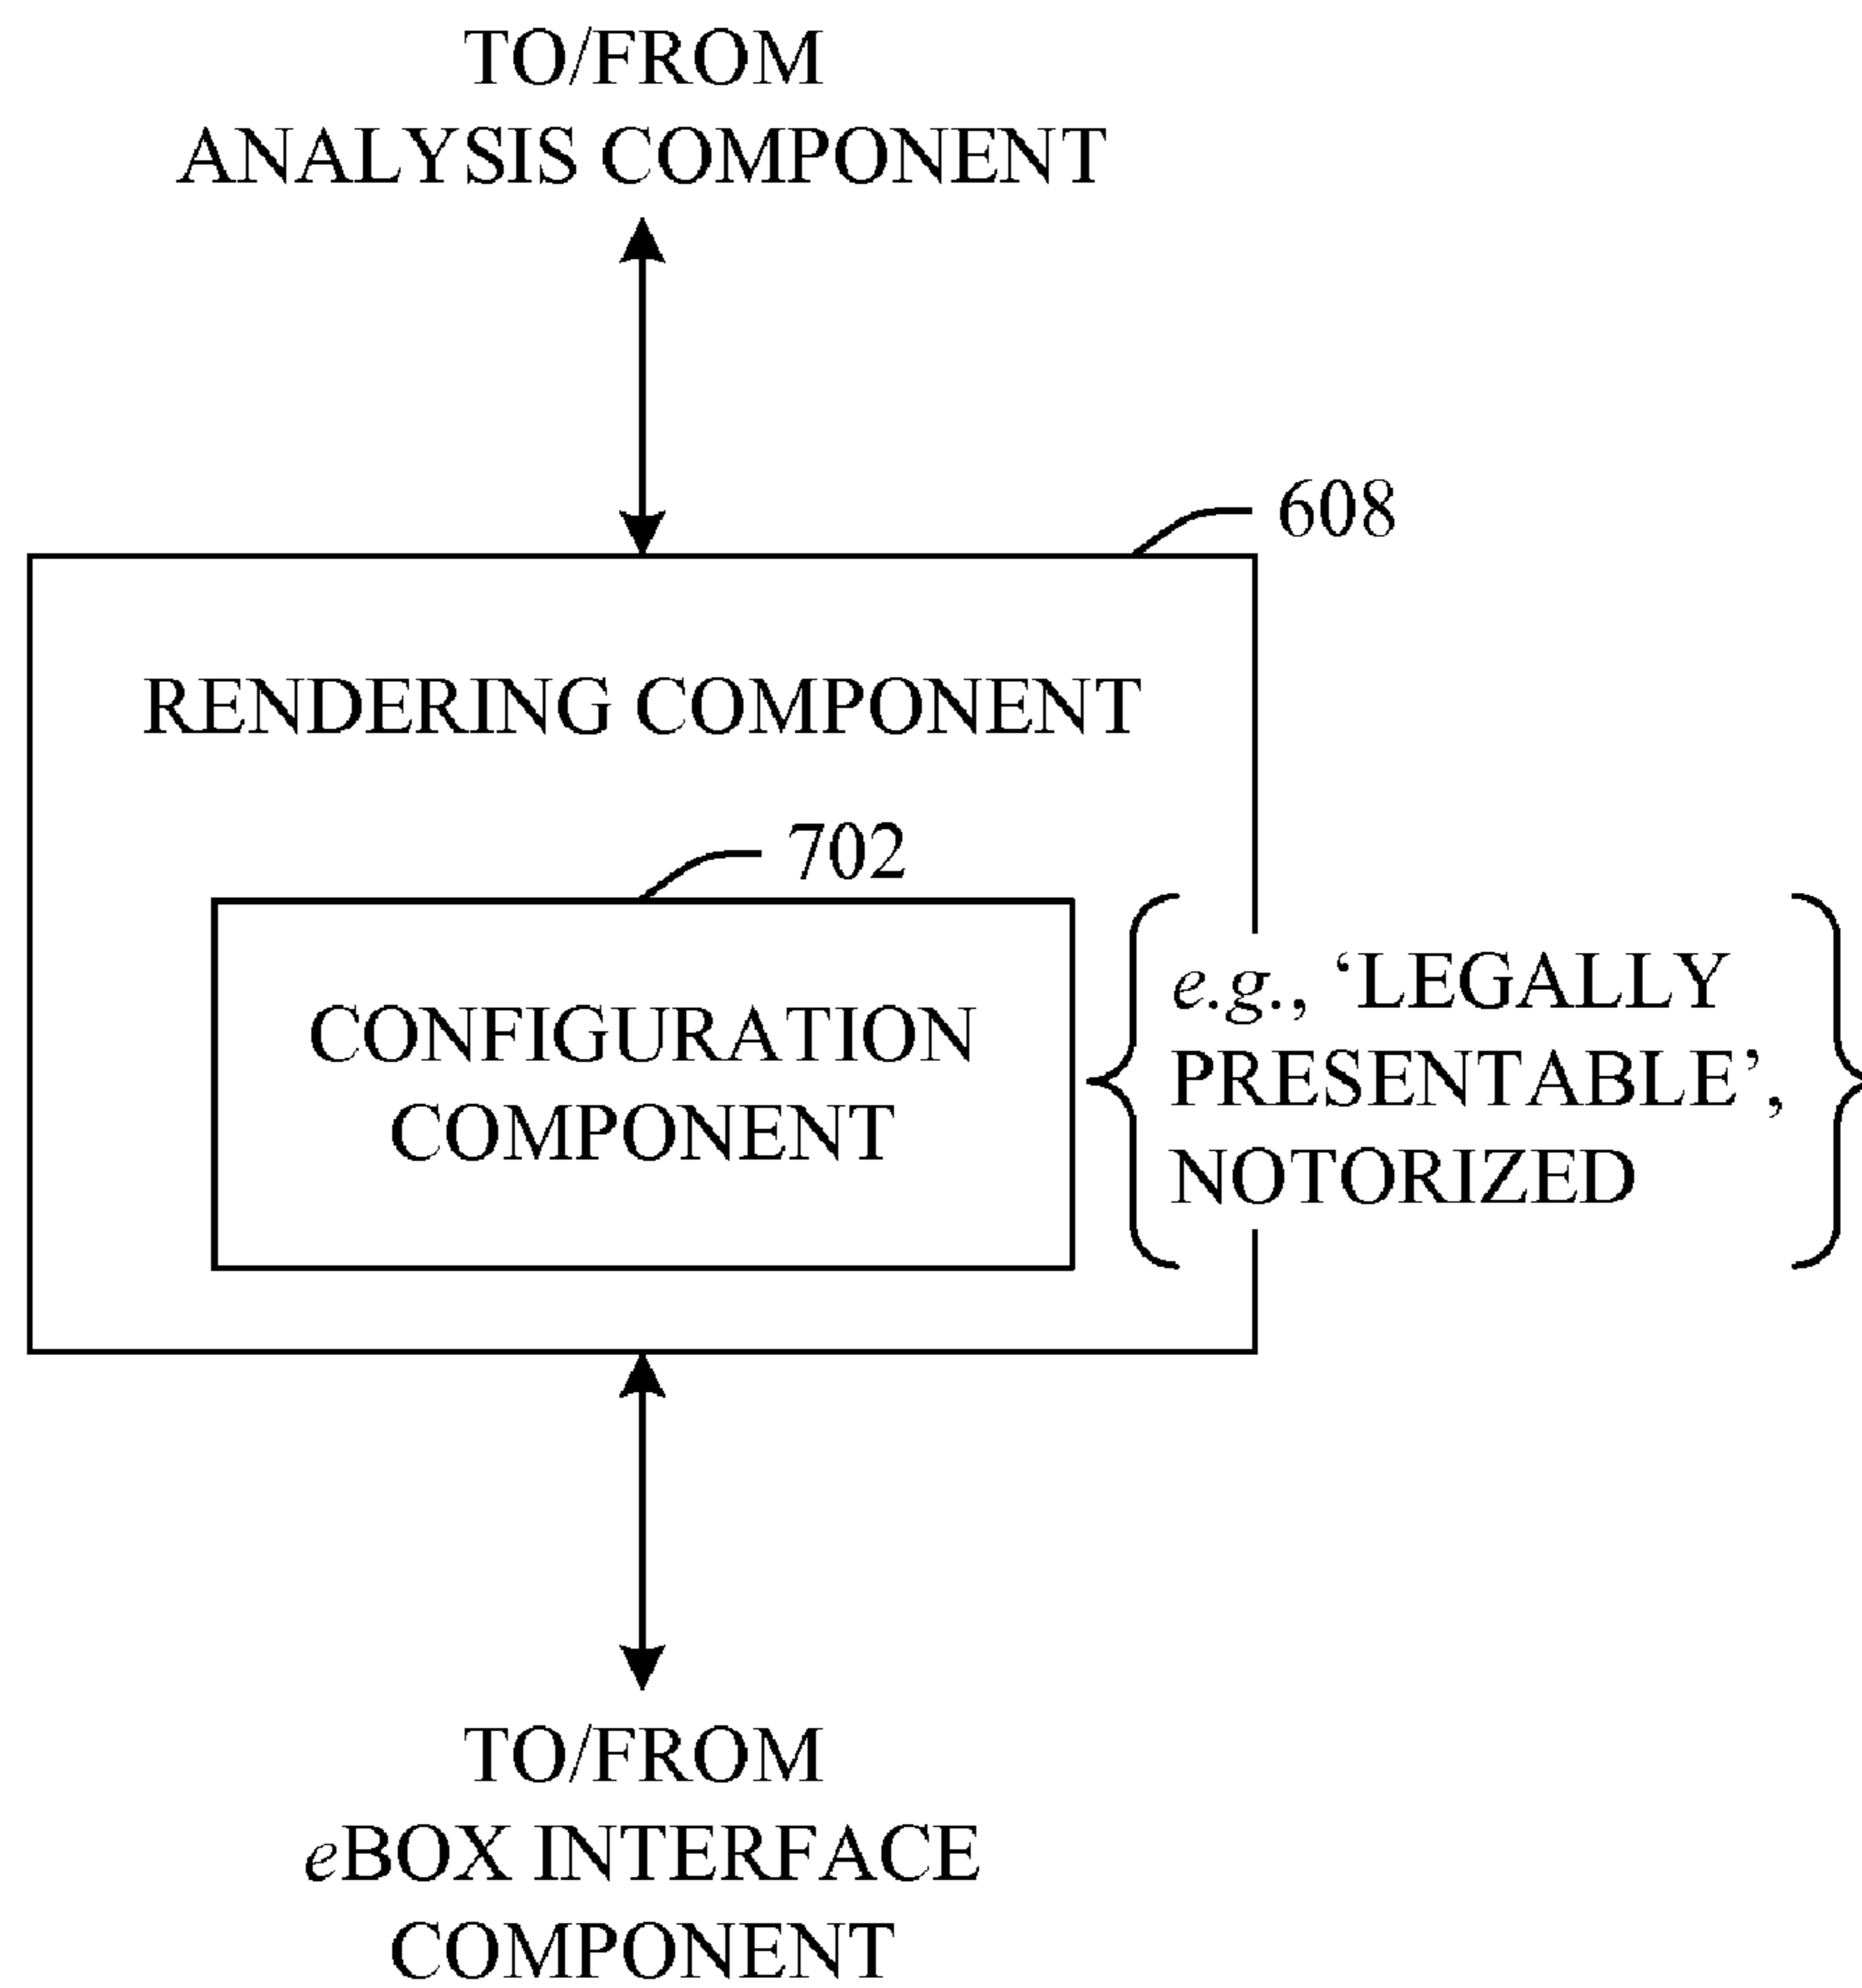 TO/FROM
ANALYSIS COMPONENT
608
RENDERING COMPONENT
702
CONFIGURATION
COMPONENT
e.g., ‘LEGALLY
PRESENTABLE’,
NOTORIZED
TO/FROM
eBOX INTERFACE
COMPONENT